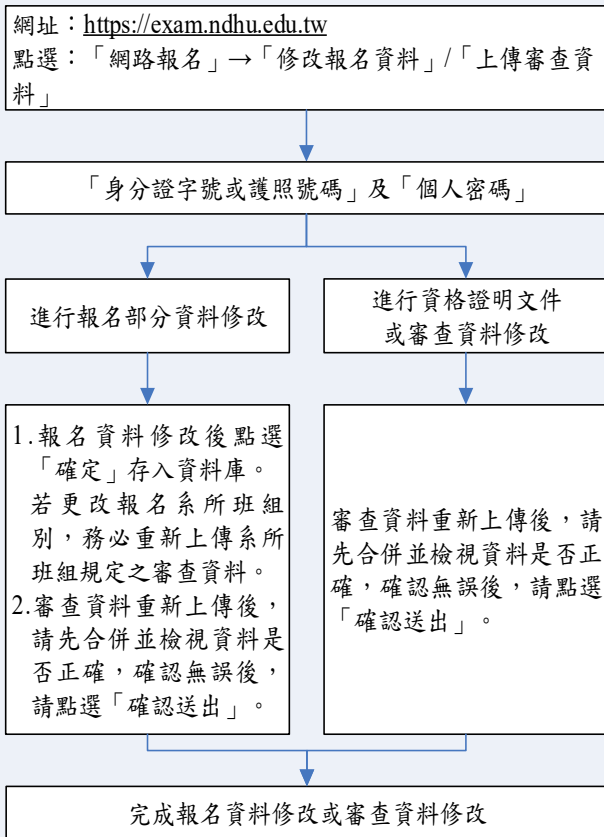 網址：https://exam.ndhu.edu.tw
點選：「網路報名」→「修改報名資料」/「上傳審查資
料」
「身分證字號或護照號碼」及「個人密碼」
進行報名部分資料修改
進行資格證明文件
或審查資料修改
1.報名資料修改後點選
「確定」存入資料庫。
若更改報名系所班組
別，務必重新上傳系所
班組規定之審查資料。
2.審查資料重新上傳後，
請先合併並檢視資料是
否正確，確認無誤後，
請點選「確認送出」。
審查資料重新上傳後，請
先合併並檢視資料是否正
確，確認無誤後，請點選
「確認送出」。
完成報名資料修改或審查資料修改